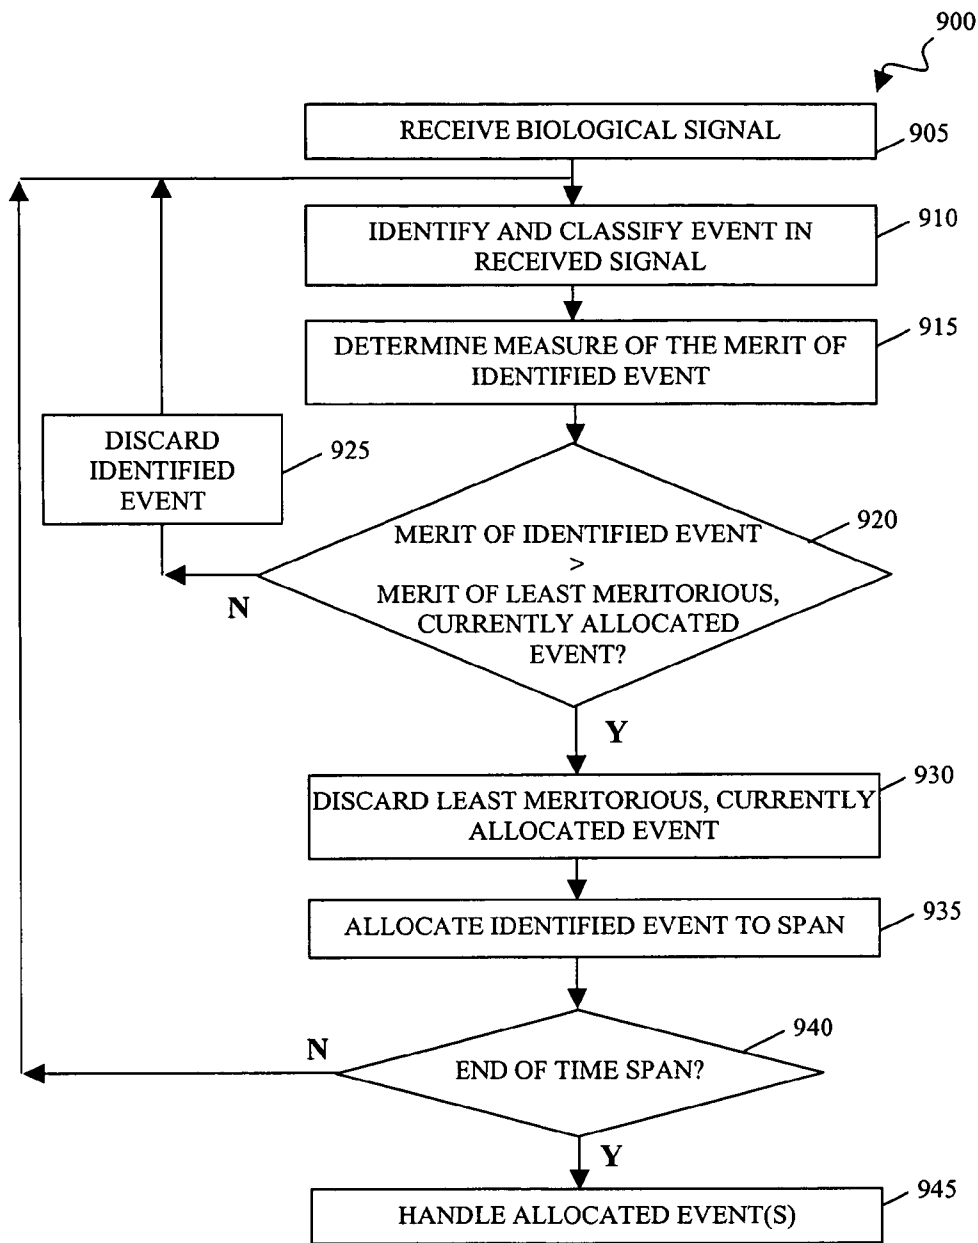 900
RECEIVE BIOLOGICAL SIGNAL
905
IDENTIFY AND CLASSIFY EVENT IN
RECEIVED SIGNAL
910
DETERMINE MEASURE OF THE MERIT OF
IDENTIFIED EVENT
915
DISCARD
IDENTIFIED
EVENT
925
MERIT OF IDENTIFIED EVENT
>
MERIT OF LEAST MERITORIOUS,
CURRENTLY ALLOCATED
EVENT?
920
N
Y
DISCARD LEAST MERITORIOUS, CURRENTLY
ALLOCATED EVENT
930
ALLOCATE IDENTIFIED EVENT TO SPAN
935
END OF TIME SPAN?
940
N
Y
HANDLE ALLOCATED EVENT(S)
945